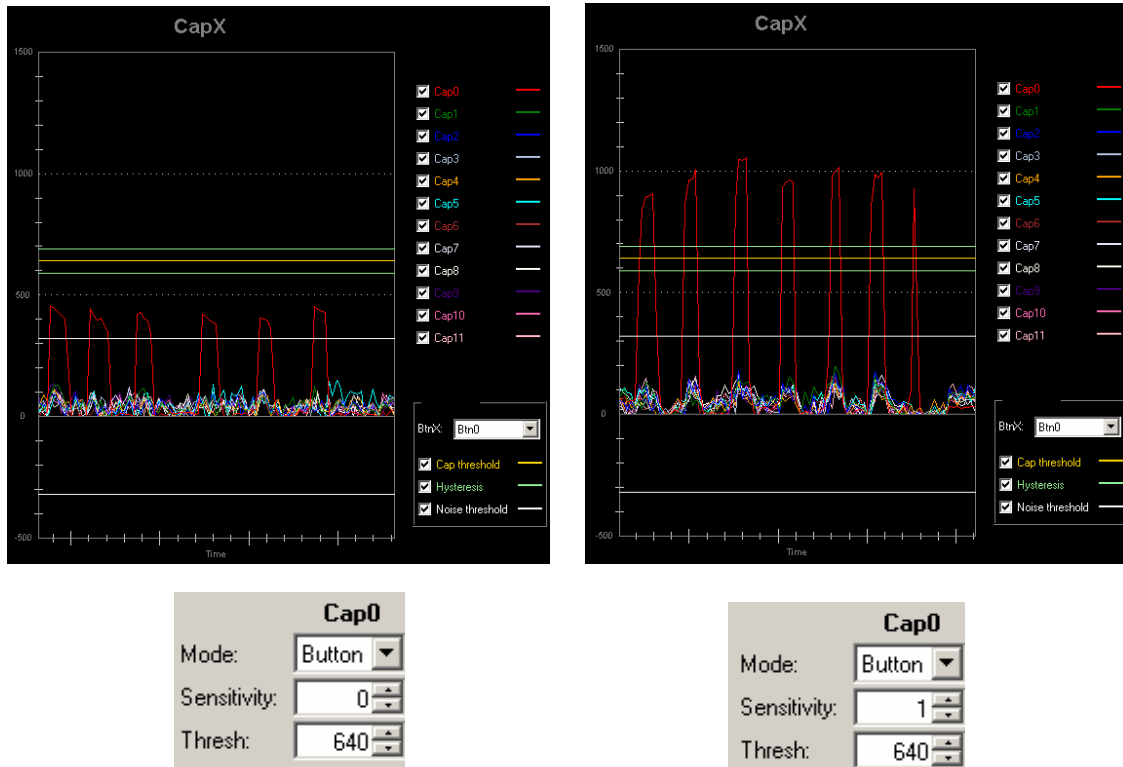 CapX
1500
1000
500
0
-500
Time
Cap0
Cap1
Cap2
Cap3
Cap4
Cap5
Cap6
Cap7
Cap8
Cap9
Cap10
Cap11
BtnX: Btn0
Cap threshold
Hysteresis
Noise threshold
CapX
1500
1000
500
0
-500
Time
Cap0
Cap1
Cap2
Cap3
Cap4
Cap5
Cap6
Cap7
Cap8
Cap9
Cap10
Cap11
BtnX: Btn0
Cap threshold
Hysteresis
Noise threshold
Cap0
Mode: Button
Sensitivity: 0
Thresh: 640
Cap0
Mode: Button
Sensitivity: 1
Thresh: 640